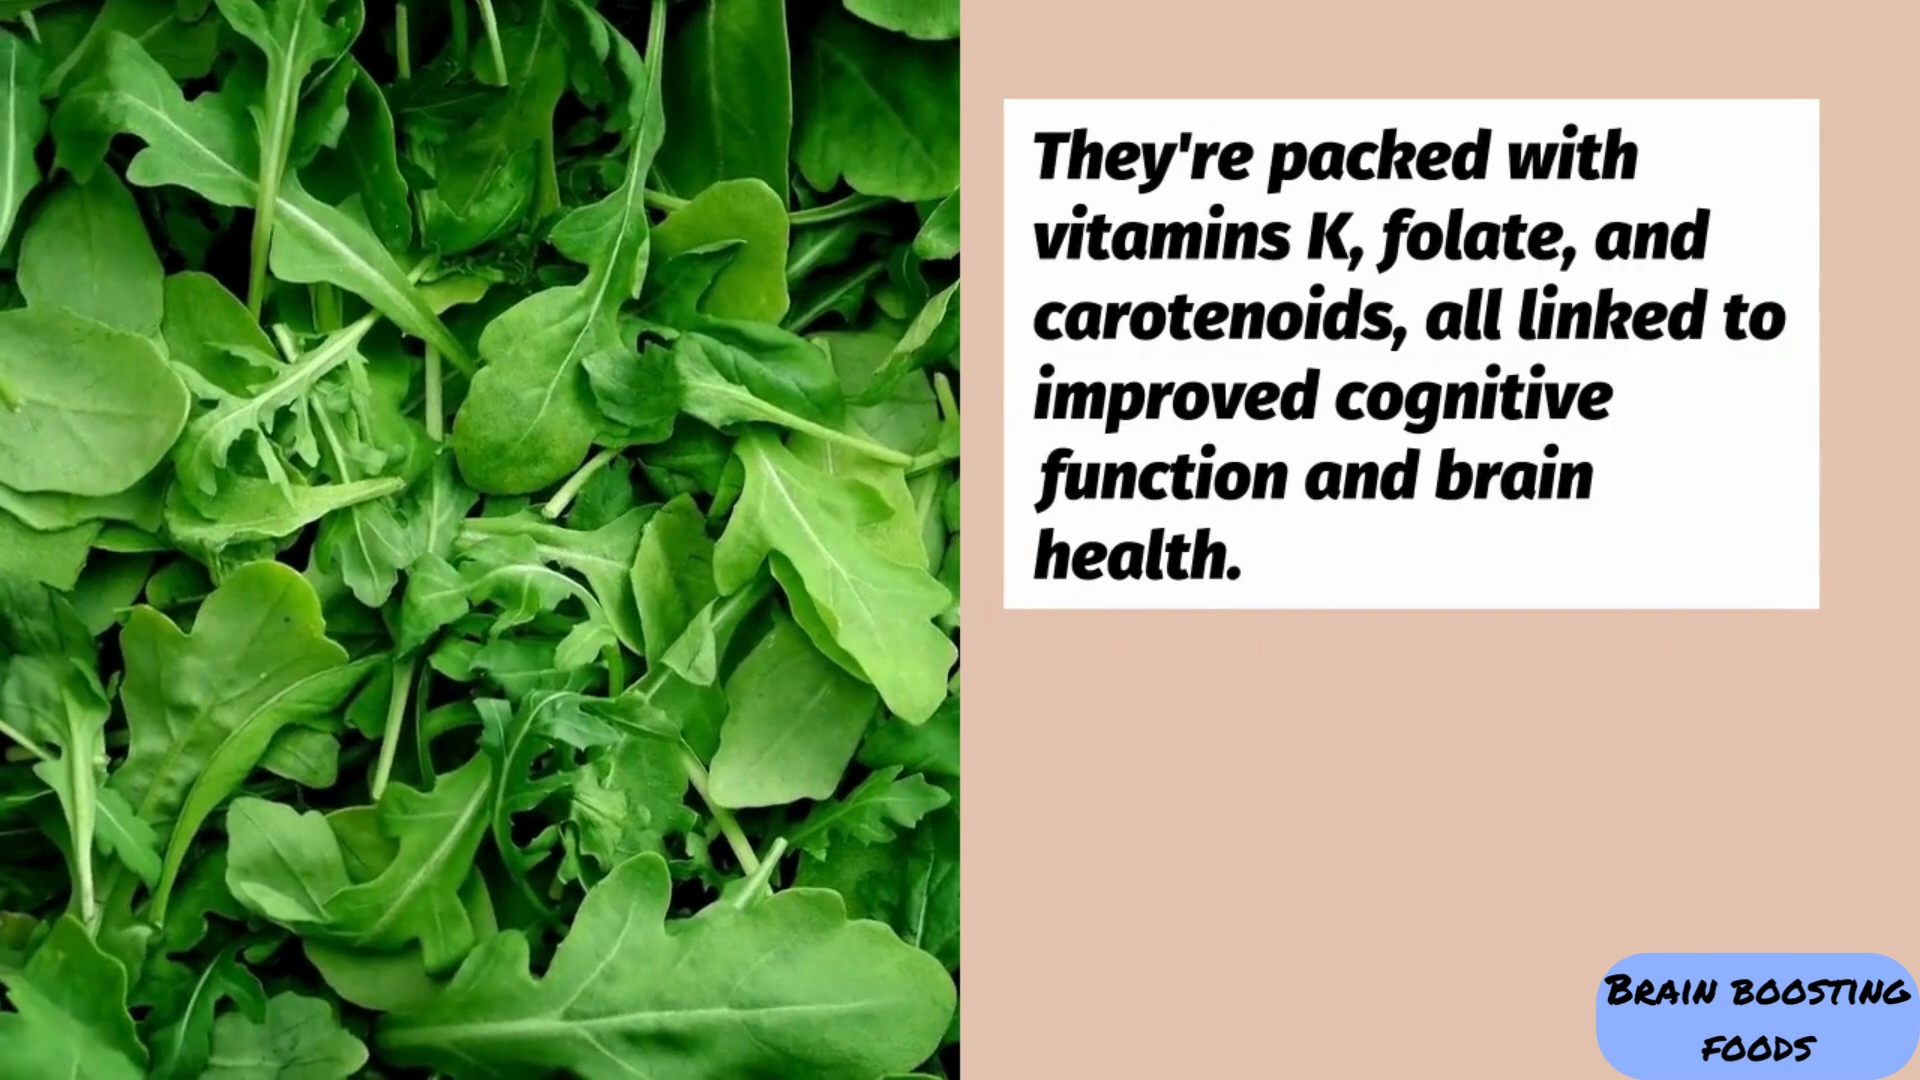 They're packed with
vitamins K, folate, and
carotenoids, all linked to
improved cognitive
function and brain
health.
BRAIN BOOSTING
FOODS